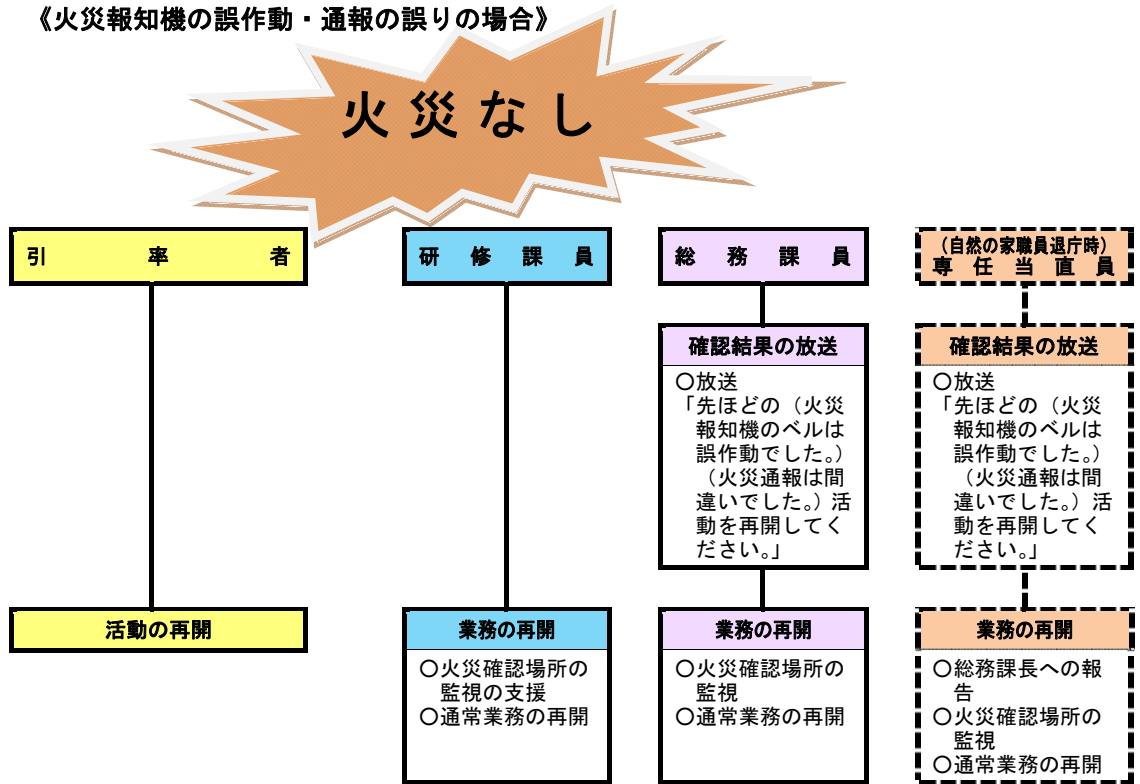 《火災報知機の誤作動・通報の誤りの場合》
火災なし
引率者
研修課員
総務課員
（自然の家職員退庁時）
専任当直員
確認結果の放送
○放送
「先ほどの（火災
報知機のベルは
誤作動でした。）
（火災通報は間
違いでした。）活
動を再開してく
ださい。」
確認結果の放送
○放送
「先ほどの（火災
報知機のベルは
誤作動でした。）
（火災通報は間
違いでした。）活
動を再開してく
ださい。」
活動の再開
業務の再開
○火災確認場所の
監視の支援
○通常業務の再開
業務の再開
○火災確認場所の
監視
○通常業務の再開
業務の再開
○総務課長への報
告
○火災確認場所の
監視
○通常業務の再開